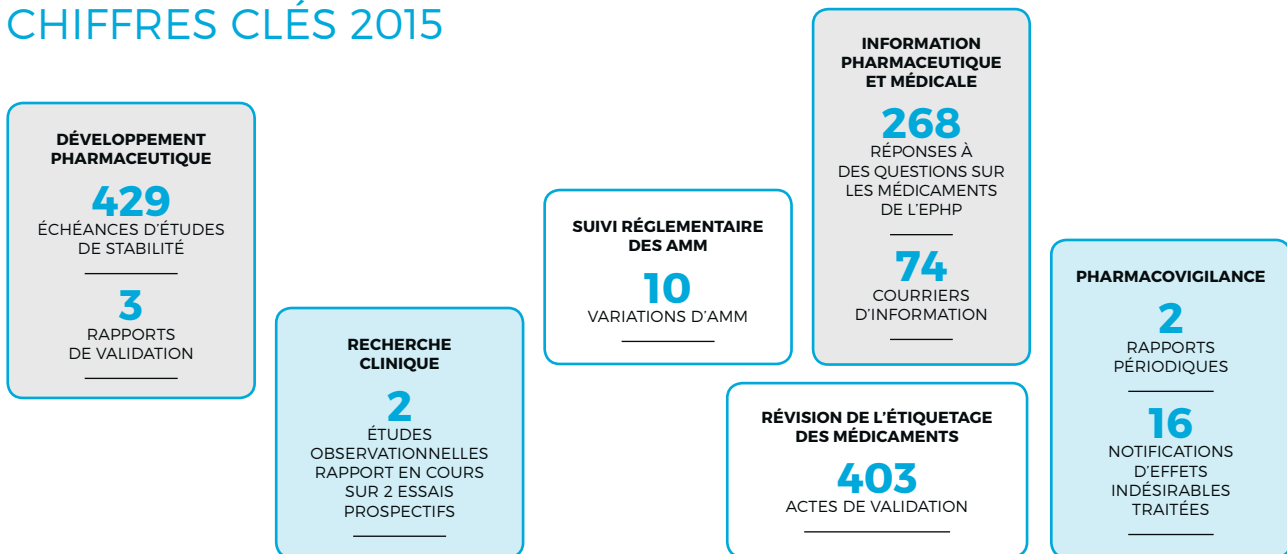 CHIFFRES CLÉS 2015
DÉVELOPPEMENT
PHARMACEUTIQUE
429
ÉCHÉANCES D'ÉTUDES
DE STABILITÉ
3
RAPPORTS
DE VALIDATION
RECHERCHE
CLINIQUE
2
ÉTUDES
OBSERVATIONNELLES
RAPPORT EN COURS
SUR 2 ESSAIS
PROSPECTIFS
SUIVI RÉGLEMENTAIRE
DES AMM
10
VARIATIONS D'AMM
INFORMATION
PHARMACEUTIQUE
ET MÉDICALE
268
RÉPONSES À
DES QUESTIONS SUR
LES MÉDICAMENTS
DE L'EPHP
74
COURRIERS
D'INFORMATION
RÉVISION DE L'ÉTIQUETAGE
DES MÉDICAMENTS
403
ACTES DE VALIDATION
PHARMACOVIGILANCE
2
RAPPORTS
PÉRIODIQUES
16
NOTIFICATIONS
D'EFFETS
INDÉSIRABLES
TRAITÉES